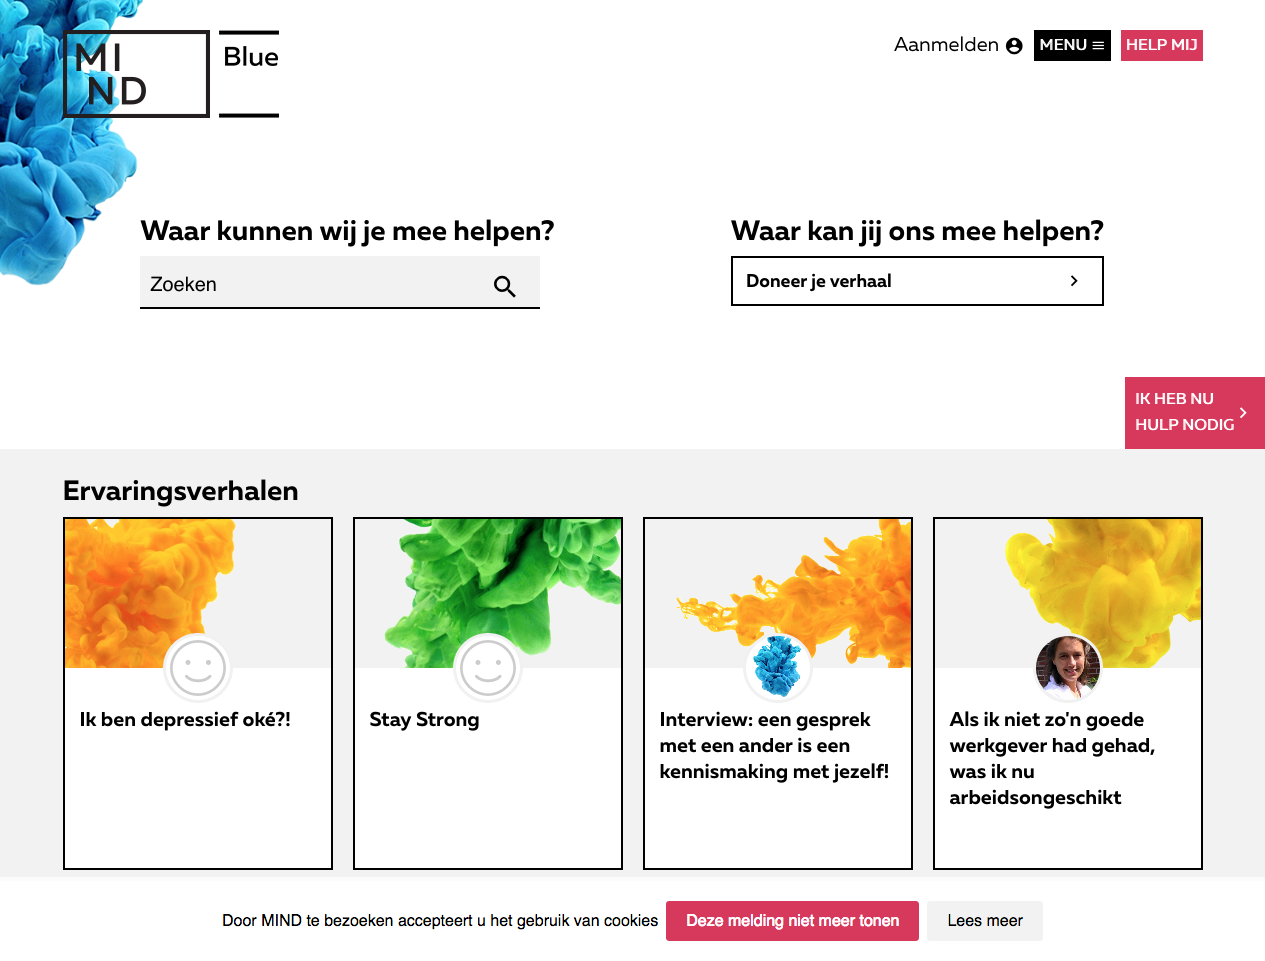 MI
ND
Blue
Aanmelden
MENU
HELP MIJ
Waar kunnen wij je mee helpen?
Zoeken
Waar kan jij ons mee helpen?
Doneer je verhaal
IK HEB NU
HULP NODIG
Ervaringsverhalen
Ik ben depressief oké?!
Stay Strong
Interview: een gesprek
met een ander is een
kennismaking met jezelf!
Als ik niet zo'n goede
werkgever had gehad,
was ik nu
arbeidsongeschikt
Door MIND te bezoeken accepteert u het gebruik van cookies
Deze melding niet meer tonen
Lees meer